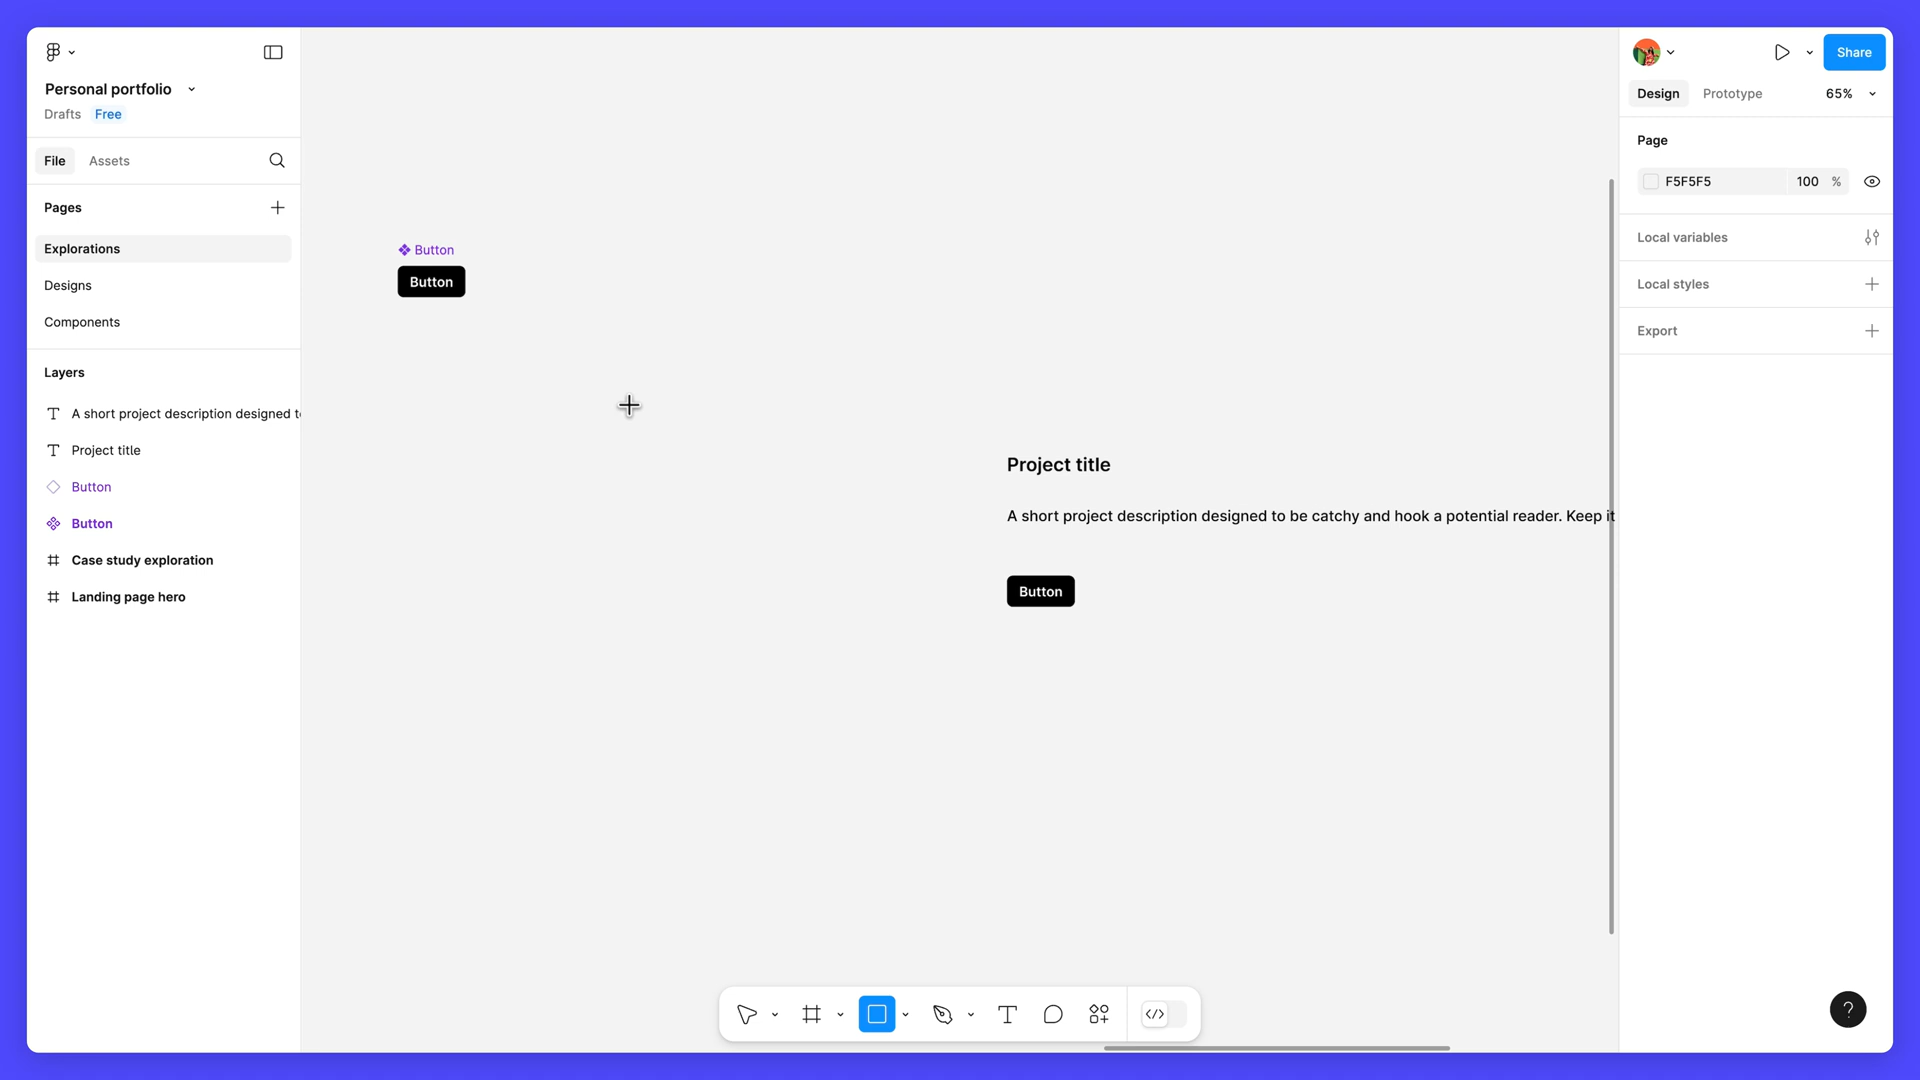 Personal portfolio
Drafts Free
File Assets
Pages
Explorations
Designs
Components
Layers
A short project description designed t
Project title
Button
Button
Case study exploration
Landing page hero
Button
Button
Project title
A short project description designed to be catchy and hook a potential reader. Keep it
Button
Share
Design Prototype 65%
Page
F5F5F5 100 %
Local variables
Local styles
Export
?